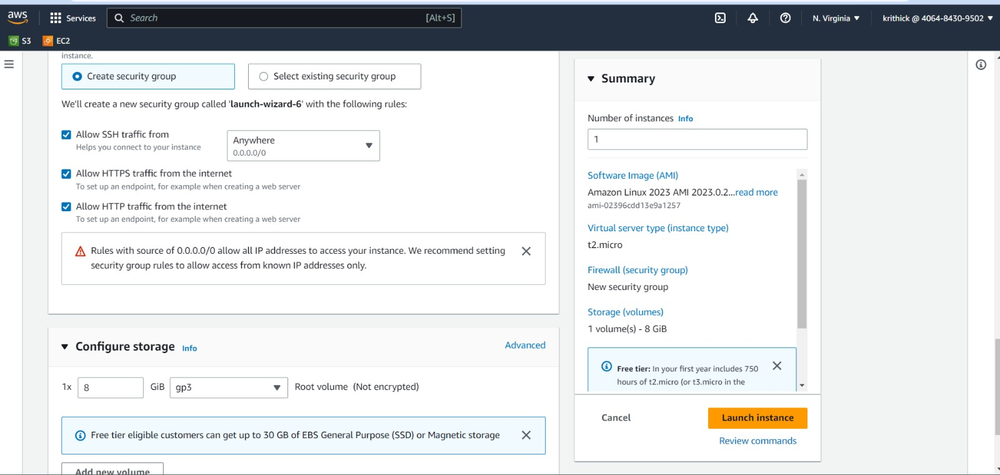 aws
Services
Search
[Alt+S]
N. Virginia
krithick @ 4064-8430-9502
S3
EC2
instance.
Create security group
Select existing security group
We'll create a new security group called 'launch-wizard-6' with the following rules:
Allow SSH traffic from
Helps you connect to your instance
Anywhere
0.0.0.0/0
Allow HTTPS traffic from the internet
To set up an endpoint, for example when creating a web server
Allow HTTP traffic from the internet
To set up an endpoint, for example when creating a web server
Rules with source of 0.0.0.0/0 allow all IP addresses to access your instance. We recommend setting
security group rules to allow access from known IP addresses only.
Configure storage Info
Advanced
1x
8
GiB
gp3
Root volume (Not encrypted)
Free tier eligible customers can get up to 30 GB of EBS General Purpose (SSD) or Magnetic storage
Add new volume
Summary
Number of instances Info
1
Software Image (AMI)
Amazon Linux 2023 AMI 2023.0.2...read more
ami-02396cdd13e9a1257
Virtual server type (instance type)
t2.micro
Firewall (security group)
New security group
Storage (volumes)
1 volume(s) - 8 GiB
Free tier: In your first year includes 750
hours of t2.micro (or t3.micro in the
Cancel
Launch instance
Review commands